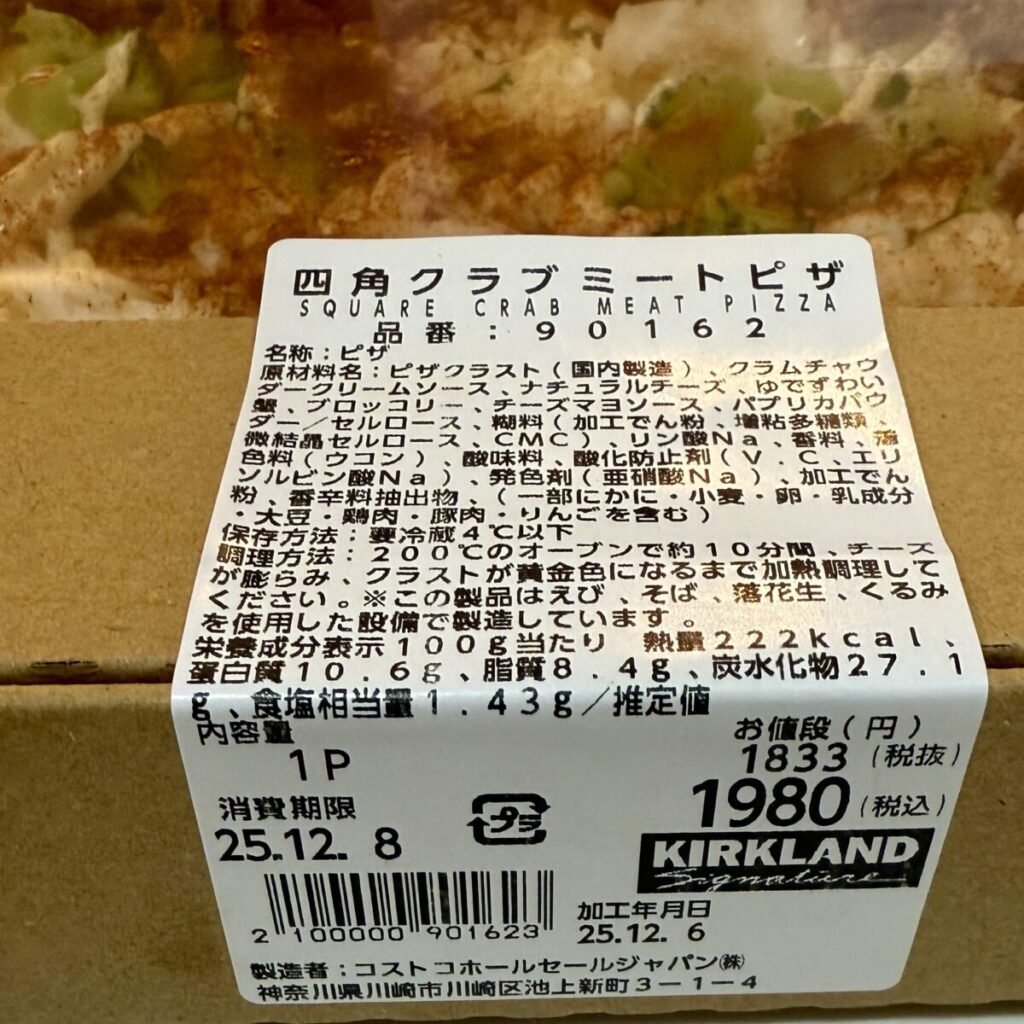 四角クラブミートピザ
SQUARE CRAB MEAT PIZZA
品番：90162
名称：ピザ
原材料名：ピザクラスト（国内製造）、クラムチャウ
ダークリームソース、ナチュラルチーズ、ゆでずわい
蟹、ブロッコリー、チーズマヨソース、パプリカパウ
ダー／セルロース、糊料（加工でん粉、増粘多糖類、
微結晶セルロース、CMC）、リン酸Na、香料、着
色料（ウコン）、酸味料、酸化防止剤（V．C、エリ
ソルビン酸Na）、発色剤（亜硝酸Na）、加工でん
粉、香辛料抽出物、（一部にかに・小麦・卵・乳成分
・大豆・鶏肉・豚肉・りんごを含む）
保存方法：要冷蔵4℃以下
調理方法：200℃のオーブンで約10分間、チーズ
が膨らみ、クラストが黄金色になるまで加熱調理して
ください。※この製品はえび、そば、落花生、くるみ
を使用した設備で製造しています。
栄養成分表示100g当たり 熱量222kcal、
蛋白質10.6g、脂質8.4g、炭水化物27.1
g、食塩相当量1.43g／推定値
内容量
1P
お値段（円）
1833（税抜）
1980（税込）
消費期限
25.12. 8
プラ
KIRKLAND
Signature
加工年月日
25.12. 6
2 100000 901623
製造者：コストコホールセールジャパン㈱
神奈川県川崎市川崎区池上新町3-1-4